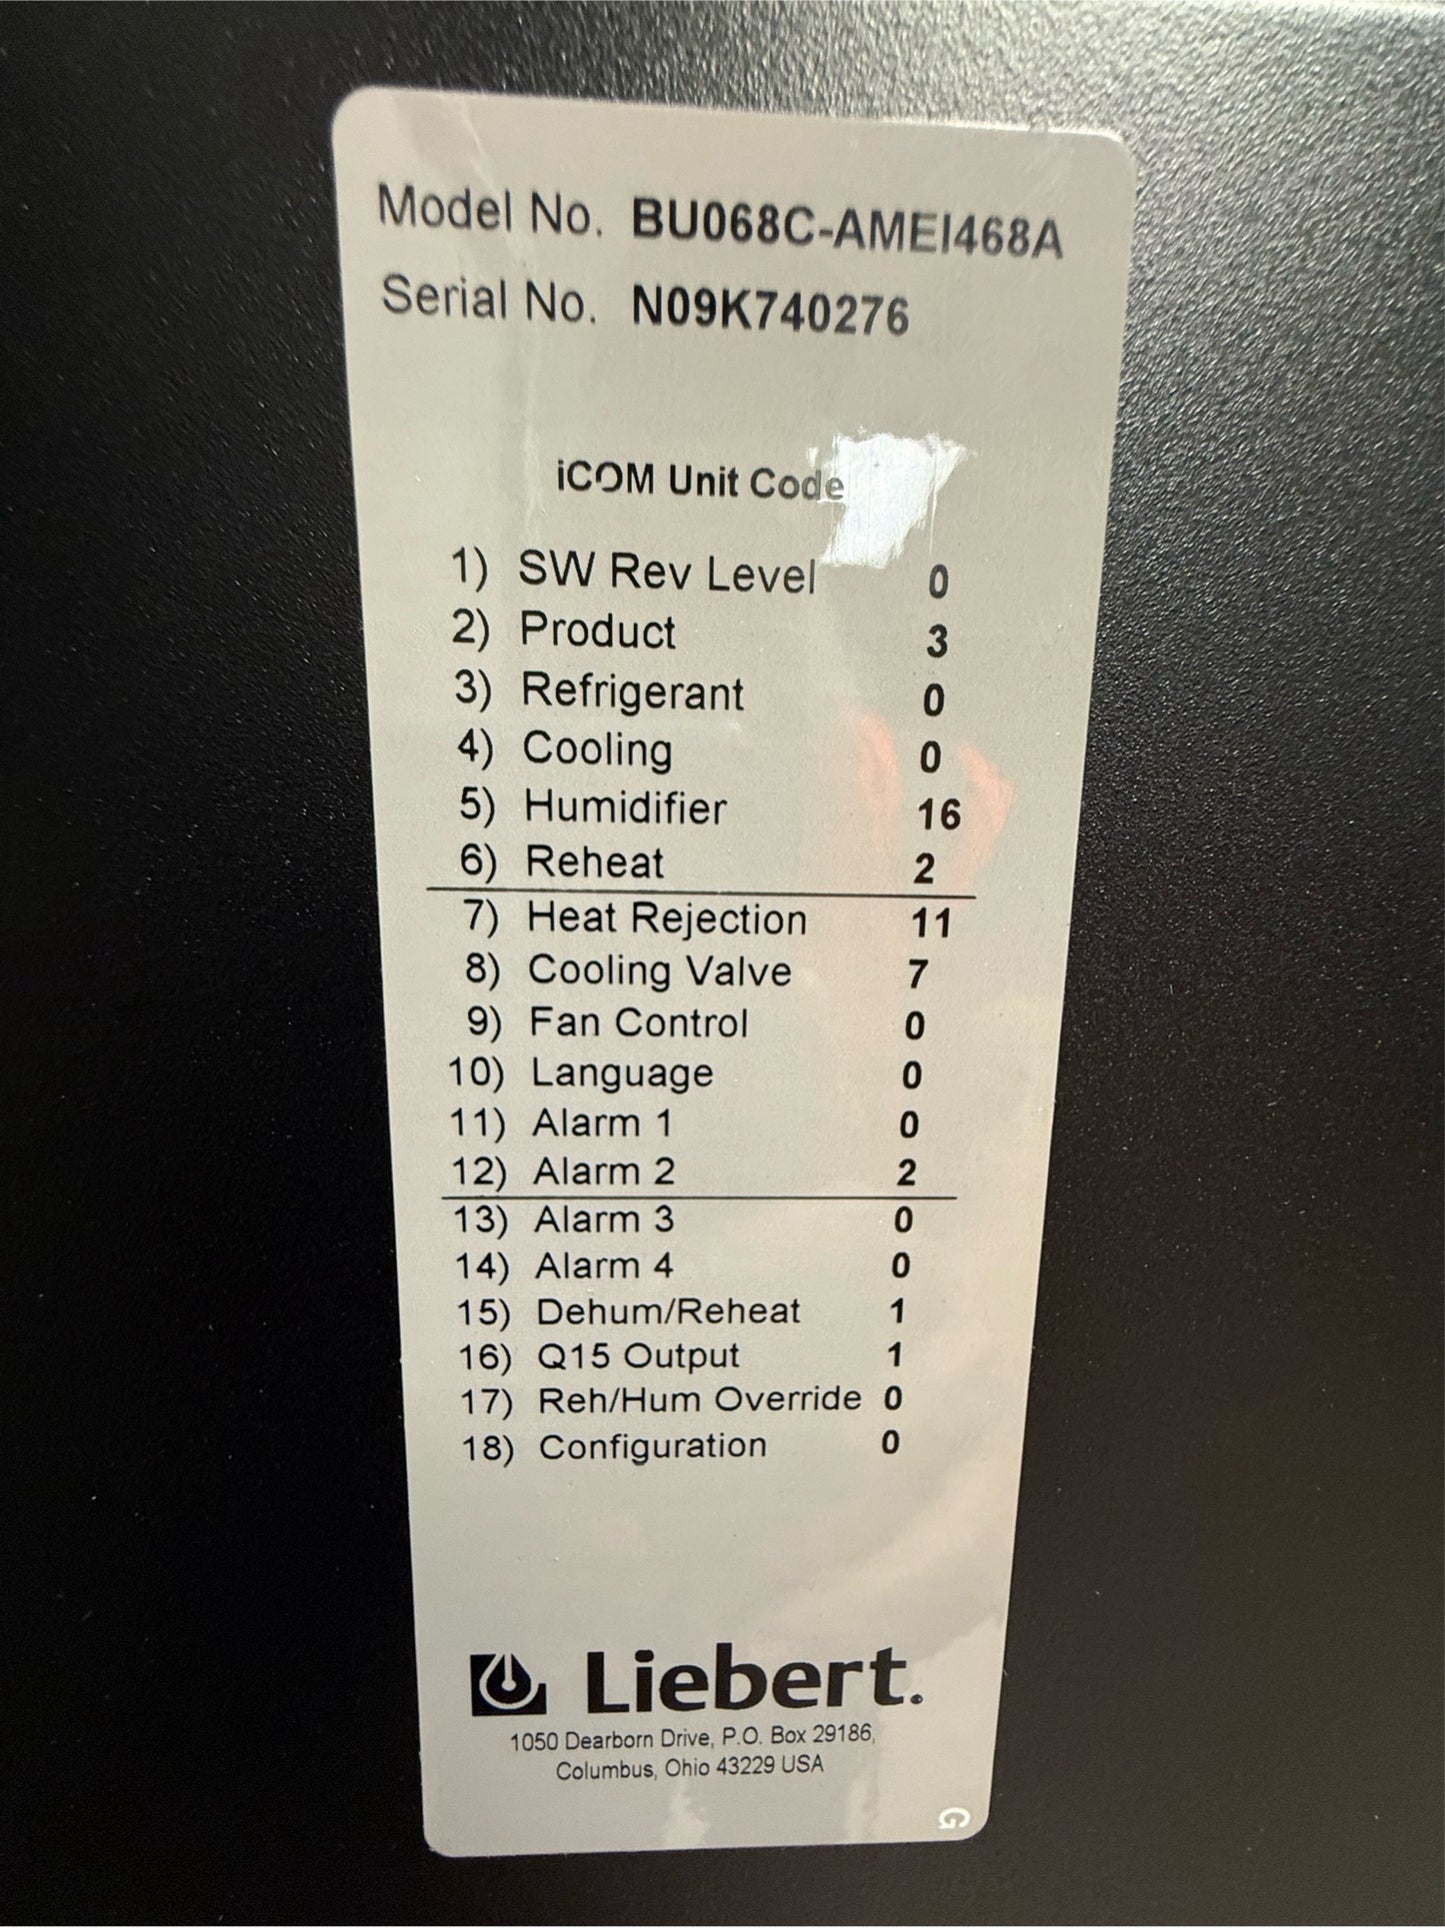 Model No. BU068C-AMEI468A
Serial No. N09K740276
iCOM Unit Code
1) SW Rev Level 0
2) Product 3
3) Refrigerant 0
4) Cooling 0
5) Humidifier 16
6) Reheat 2
7) Heat Rejection 11
8) Cooling Valve 7
9) Fan Control 0
10) Language 0
11) Alarm 1 0
12) Alarm 2 2
13) Alarm 3 0
14) Alarm 4 0
15) Dehum/Reheat 1
16) Q15 Output 1
17) Reh/Hum Override 0
18) Configuration 0
Liebert.
1050 Dearborn Drive, P.O. Box 29186,
Columbus, Ohio 43229 USA
G